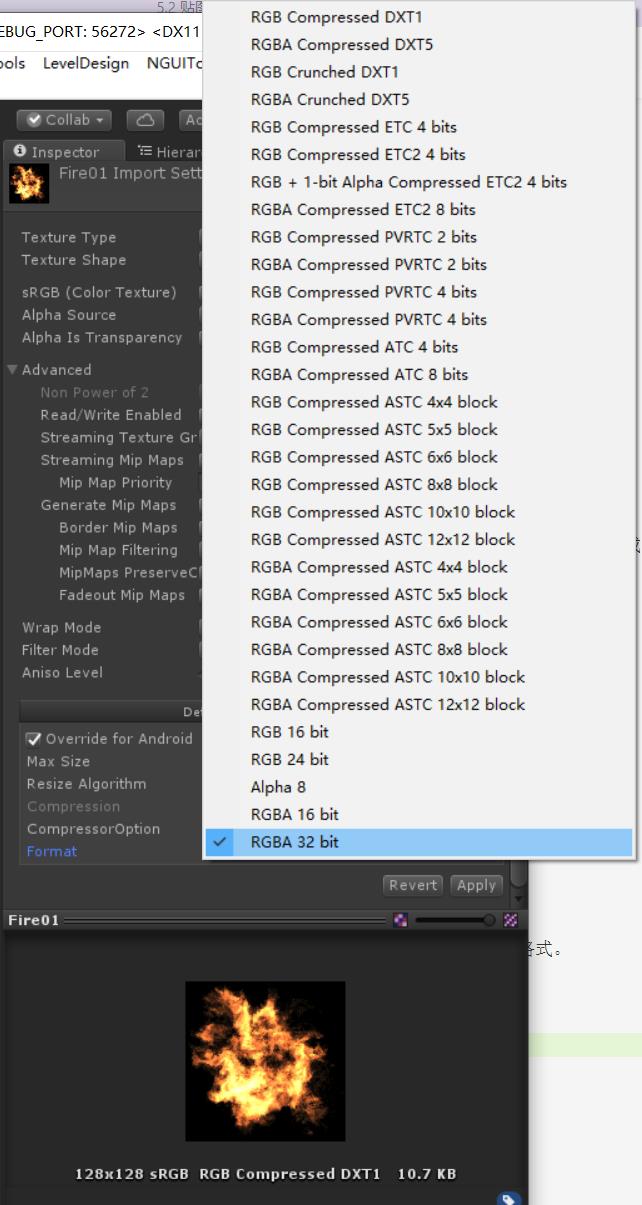 5.2 贴图
EBUG_PORT: 56272> <DX11
ools LevelDesign NGUITo
Collab
Inspector
Hierar
Fire01 Import Sett
Texture Type
Texture Shape
sRGB (Color Texture)
Alpha Source
Alpha Is Transparency
Advanced
Non Power of 2
Read/Write Enabled
Streaming Texture Gr
Streaming Mip Maps
Mip Map Priority
Generate Mip Maps
Border Mip Maps
Mip Map Filtering
MipMaps PreserveC
Fadeout Mip Maps
Wrap Mode
Filter Mode
Aniso Level
Override for Android
Max Size
Resize Algorithm
Compression
CompressorOption
Format
RGB Compressed DXT1
RGBA Compressed DXT5
RGB Crunched DXT1
RGBA Crunched DXT5
RGB Compressed ETC 4 bits
RGB Compressed ETC2 4 bits
RGB + 1-bit Alpha Compressed ETC2 4 bits
RGBA Compressed ETC2 8 bits
RGB Compressed PVRTC 2 bits
RGBA Compressed PVRTC 2 bits
RGB Compressed PVRTC 4 bits
RGBA Compressed PVRTC 4 bits
RGB Compressed ATC 4 bits
RGBA Compressed ATC 8 bits
RGB Compressed ASTC 4x4 block
RGB Compressed ASTC 5x5 block
RGB Compressed ASTC 6x6 block
RGB Compressed ASTC 8x8 block
RGB Compressed ASTC 10x10 block
RGB Compressed ASTC 12x12 block
RGBA Compressed ASTC 4x4 block
RGBA Compressed ASTC 5x5 block
RGBA Compressed ASTC 6x6 block
RGBA Compressed ASTC 8x8 block
RGBA Compressed ASTC 10x10 block
RGBA Compressed ASTC 12x12 block
RGB 16 bit
RGB 24 bit
Alpha 8
RGBA 16 bit
RGBA 32 bit
Revert Apply
Fire01
格式。
128x128 sRGB RGB Compressed DXT1 10.7 KB